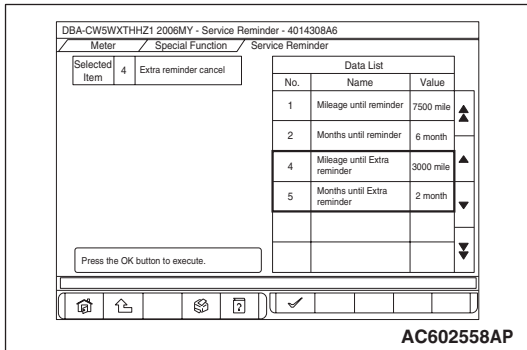 DBA-CW5WXTHHZ1 2006MY - Service Reminder - 4014308A6
Meter Special Function Service Reminder
Selected Item 4 Extra reminder cancel
Data List
No. Name Value
1 Mileage until reminder 7500 mile
2 Months until reminder 6 month
4 Mileage until Extra reminder 3000 mile
5 Months until Extra reminder 2 month
Press the OK button to execute.
?
AC602558AP